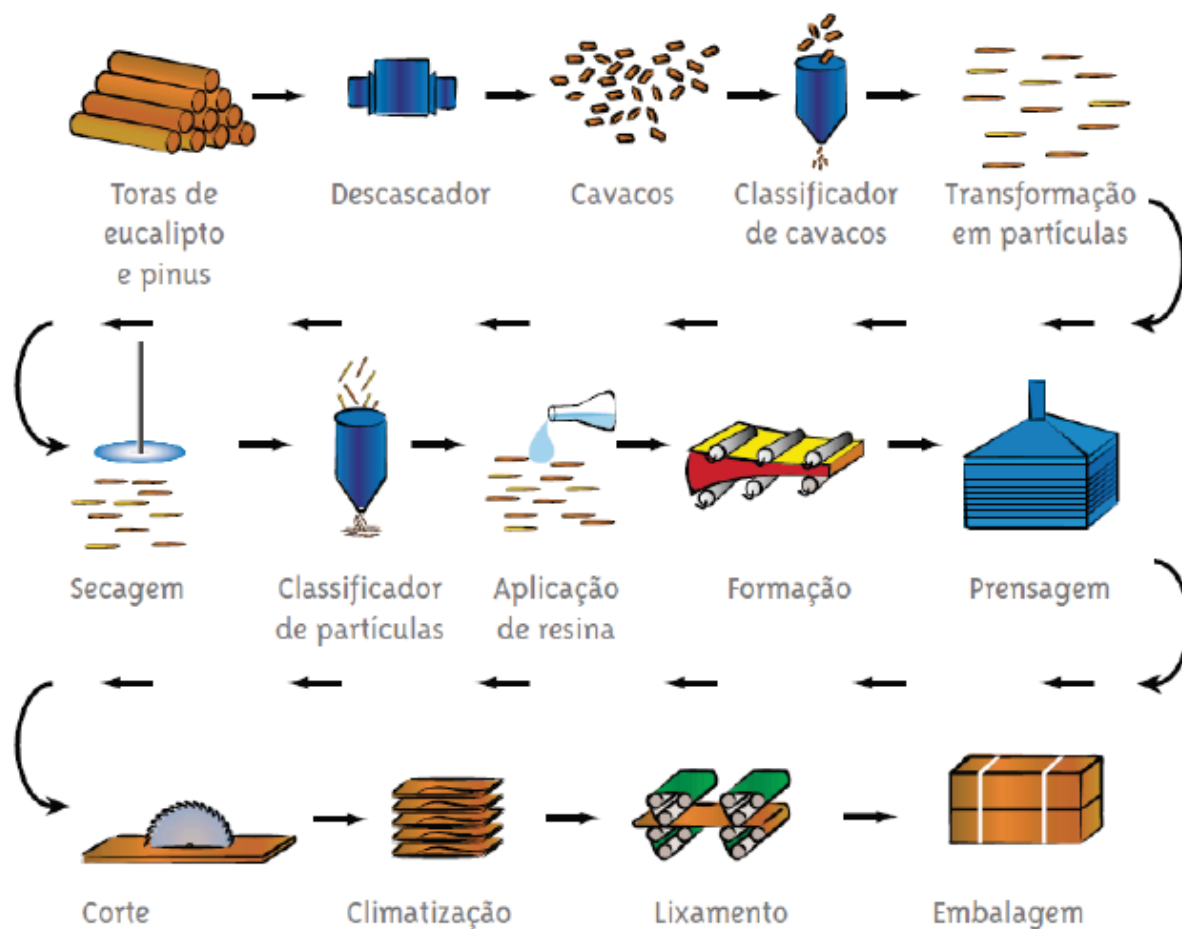 Toras de
eucalipto
e pinus
Descascador
Cavacos
Classificador
de cavacos
Transformação
em partículas
Secagem
Classificador
de partículas
Aplicação
de resina
Formação
Prensagem
Corte
Climatização
Lixamento
Embalagem